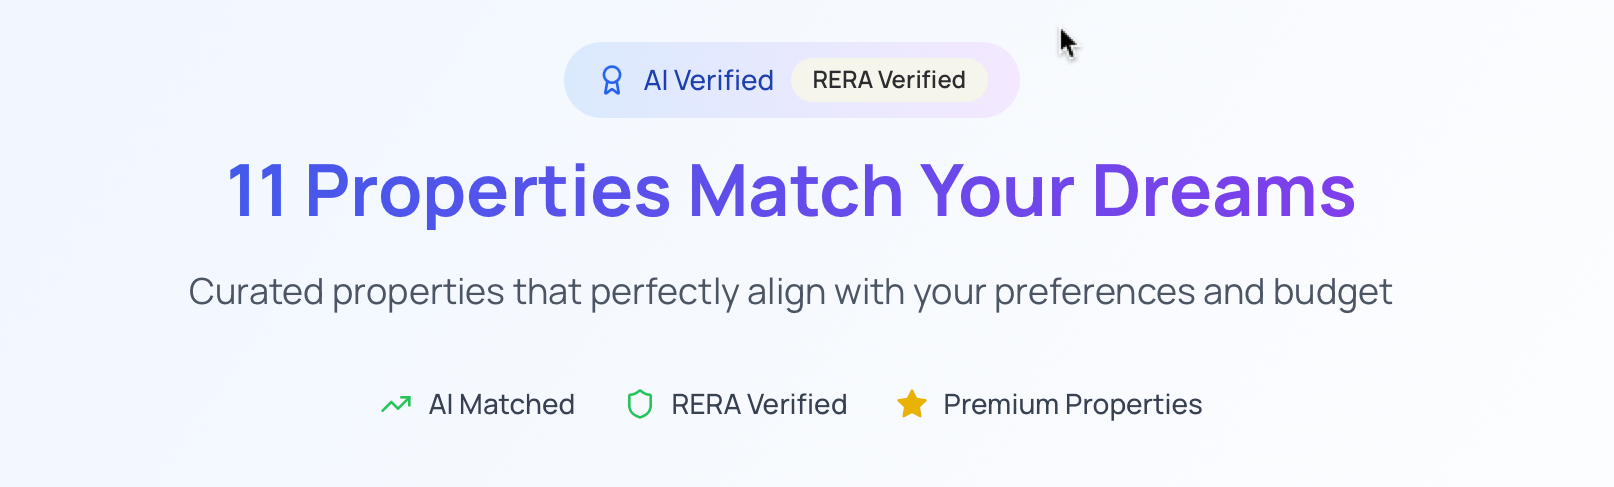 AI Verified RERA Verified
11 Properties Match Your Dreams
Curated properties that perfectly align with your preferences and budget
AI Matched RERA Verified Premium Properties